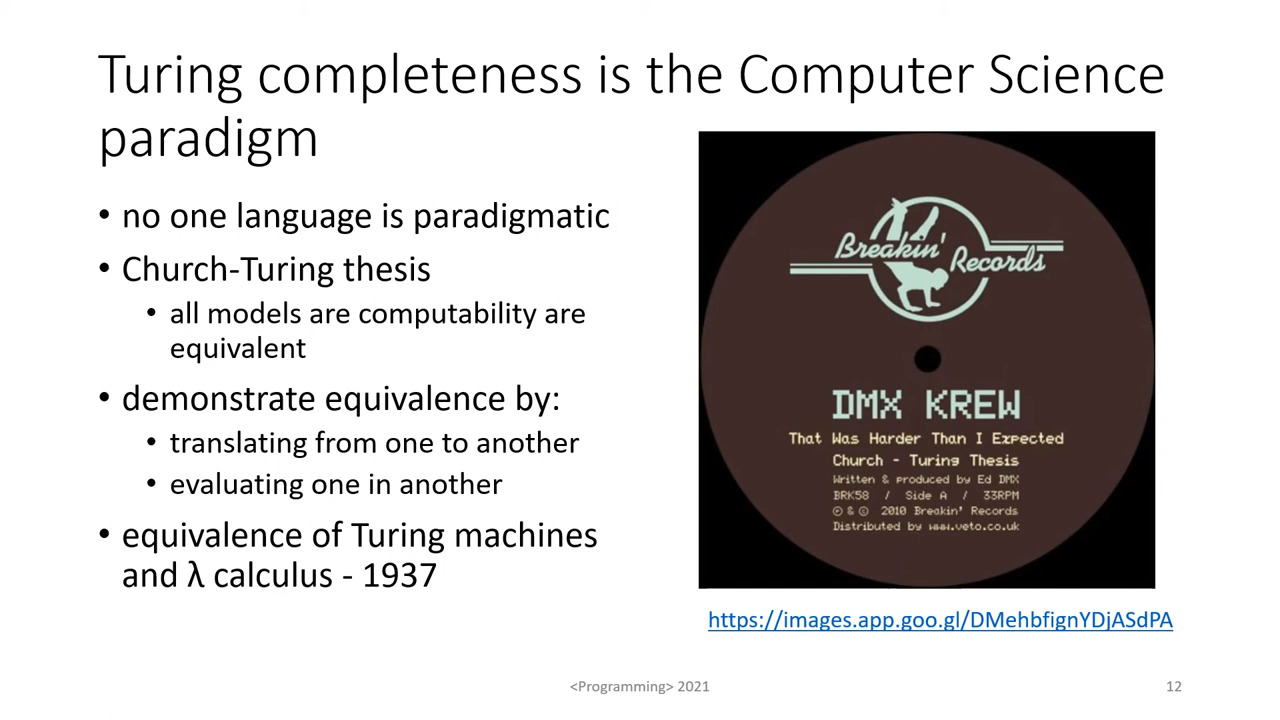 Turing completeness is the Computer Science
paradigm
• no one language is paradigmatic
• Church-Turing thesis
• all models are computability are
equivalent
• demonstrate equivalence by:
• translating from one to another
• evaluating one in another
• equivalence of Turing machines
and λ calculus - 1937
Breakin' Records
DMX KREW
That Was Harder Than I Expected
Church - Turing Thesis
Written & produced by Ed DMX
BRK58 / Side A / 33RPM
℗ & © 2010 Breakin' Records
Distributed by www.veto.co.uk
https://images.app.goo.gl/DMehbfignYDjASdPA
<Programming> 2021
12